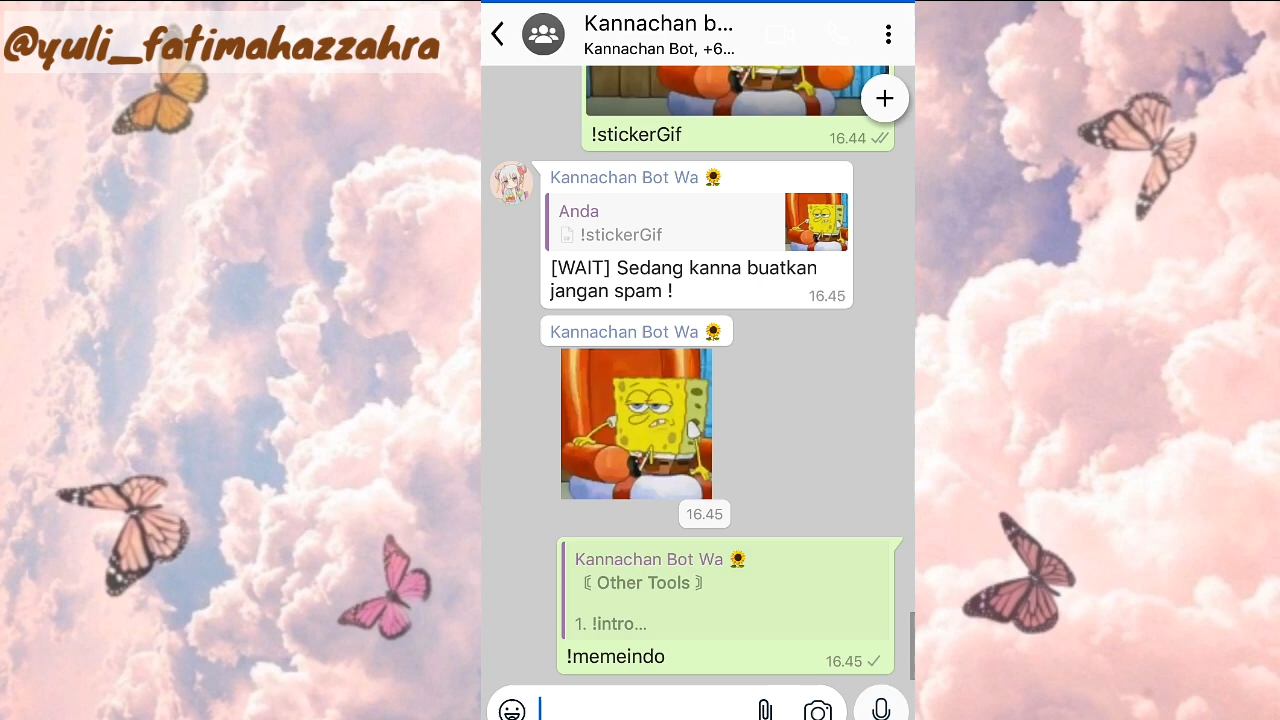 @yuli_fatimahazzahra
Kannachan b...
Kannachan Bot, +6...
!stickerGif
16.44
Kannachan Bot Wa 🌻
Anda
!stickerGif
[WAIT] Sedang kanna buatkan
jangan spam !
16.45
Kannachan Bot Wa 🌻
16.45
Kannachan Bot Wa 🌻
〘 Other Tools 〙
1. !intro...
!memeindo
16.45